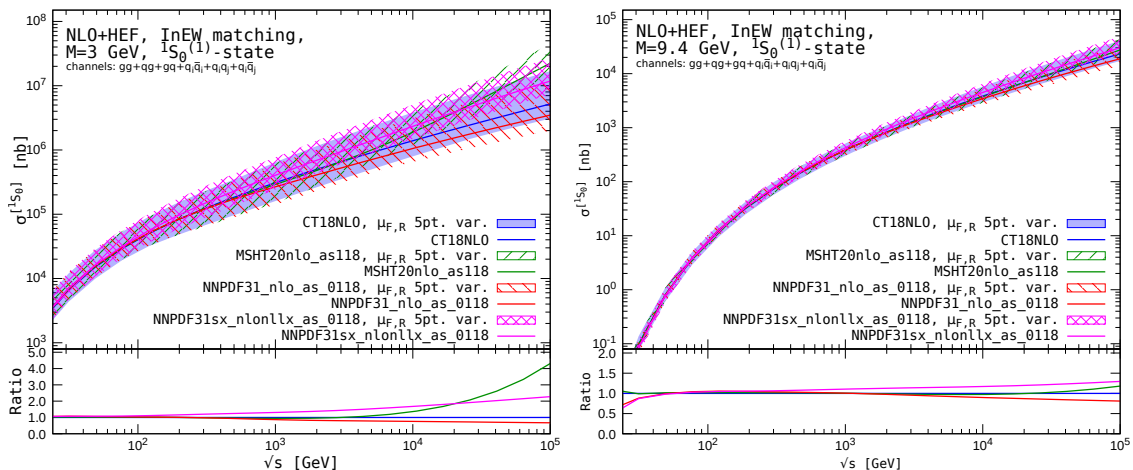 NLO+HEF, InEW matching,
M=3 GeV, ¹S₀⁽¹⁾-state
channels: gg+qg+gq+qᵢq̄ᵢ+qᵢqⱼ+qᵢq̄ⱼ
σ^[¹S₀] [nb]
10⁸
10⁷
10⁶
10⁵
10⁴
10³
CT18NLO, μF,R 5pt. var.
CT18NLO
MSHT20nlo_as118, μF,R 5pt. var.
MSHT20nlo_as118
NNPDF31_nlo_as_0118, μF,R 5pt. var.
NNPDF31_nlo_as_0118
NNPDF31sx_nlonllx_as_0118, μF,R 5pt. var.
NNPDF31sx_nlonllx_as_0118
Ratio
5.0
4.0
3.0
2.0
1.0
0.0
10² 10³ 10⁴ 10⁵
√s [GeV]
NLO+HEF, InEW matching,
M=9.4 GeV, ¹S₀⁽¹⁾-state
channels: gg+qg+gq+qᵢq̄ᵢ+qᵢqⱼ+qᵢq̄ⱼ
σ^[¹S₀] [nb]
10⁵
10⁴
10³
10²
10¹
10⁰
10⁻¹
CT18NLO, μF,R 5pt. var.
CT18NLO
MSHT20nlo_as118, μF,R 5pt. var.
MSHT20nlo_as118
NNPDF31_nlo_as_0118, μF,R 5pt. var.
NNPDF31_nlo_as_0118
NNPDF31sx_nlonllx_as_0118, μF,R 5pt. var.
NNPDF31sx_nlonllx_as_0118
Ratio
2.0
1.5
1.0
0.5
0.0
10² 10³ 10⁴ 10⁵
√s [GeV]